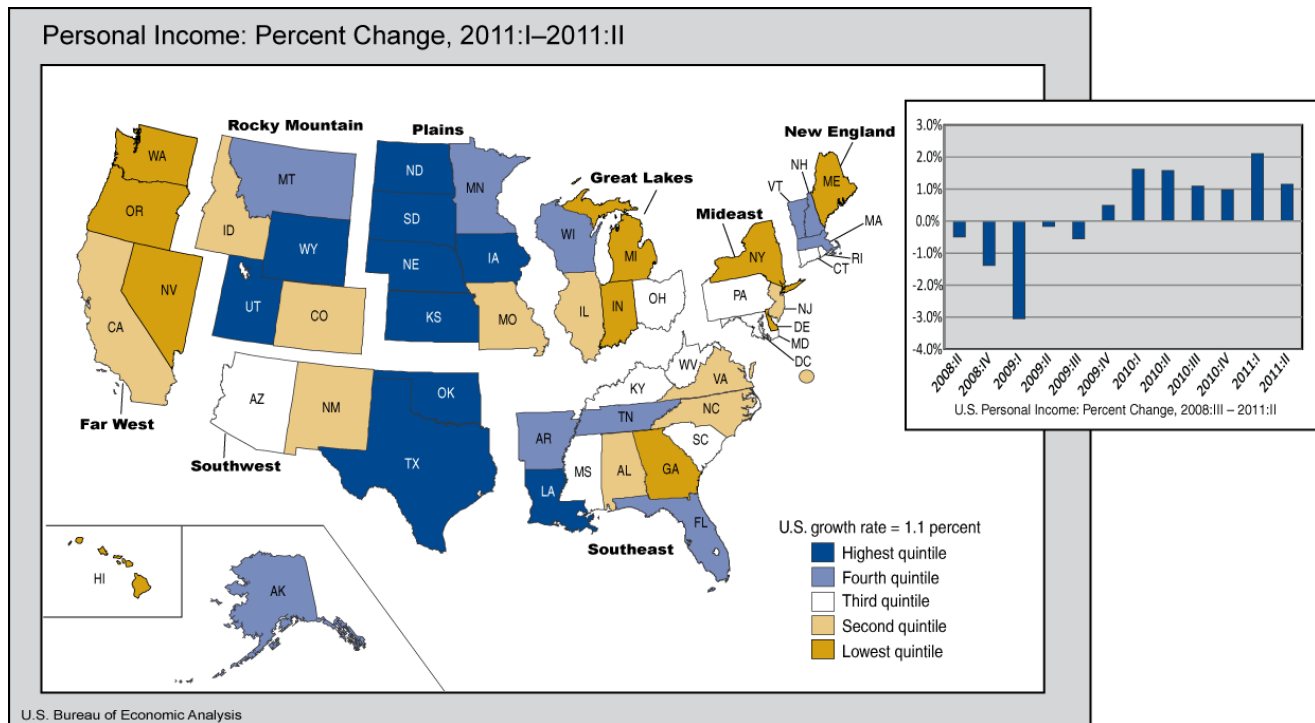 Personal Income: Percent Change, 2011:I–2011:II
Rocky Mountain
Plains
New England
Great Lakes
Mideast
Far West
Southwest
Southeast
WA
OR
CA
NV
ID
MT
WY
UT
CO
AZ
NM
ND
SD
NE
KS
MN
IA
MO
OK
TX
WI
MI
IL
IN
OH
AR
LA
MS
AL
GA
FL
TN
KY
WV
VA
NC
SC
NY
PA
NJ
DE
MD
DC
VT
NH
ME
MA
RI
CT
HI
AK
U.S. growth rate = 1.1 percent
Highest quintile
Fourth quintile
Third quintile
Second quintile
Lowest quintile
3.0%
2.0%
1.0%
0.0%
-1.0%
-2.0%
-3.0%
-4.0%
2008:II
2008:IV
2009:I
2009:II
2009:III
2009:IV
2010:I
2010:II
2010:III
2010:IV
2011:I
2011:II
U.S. Personal Income: Percent Change, 2008:III – 2011:II
U.S. Bureau of Economic Analysis